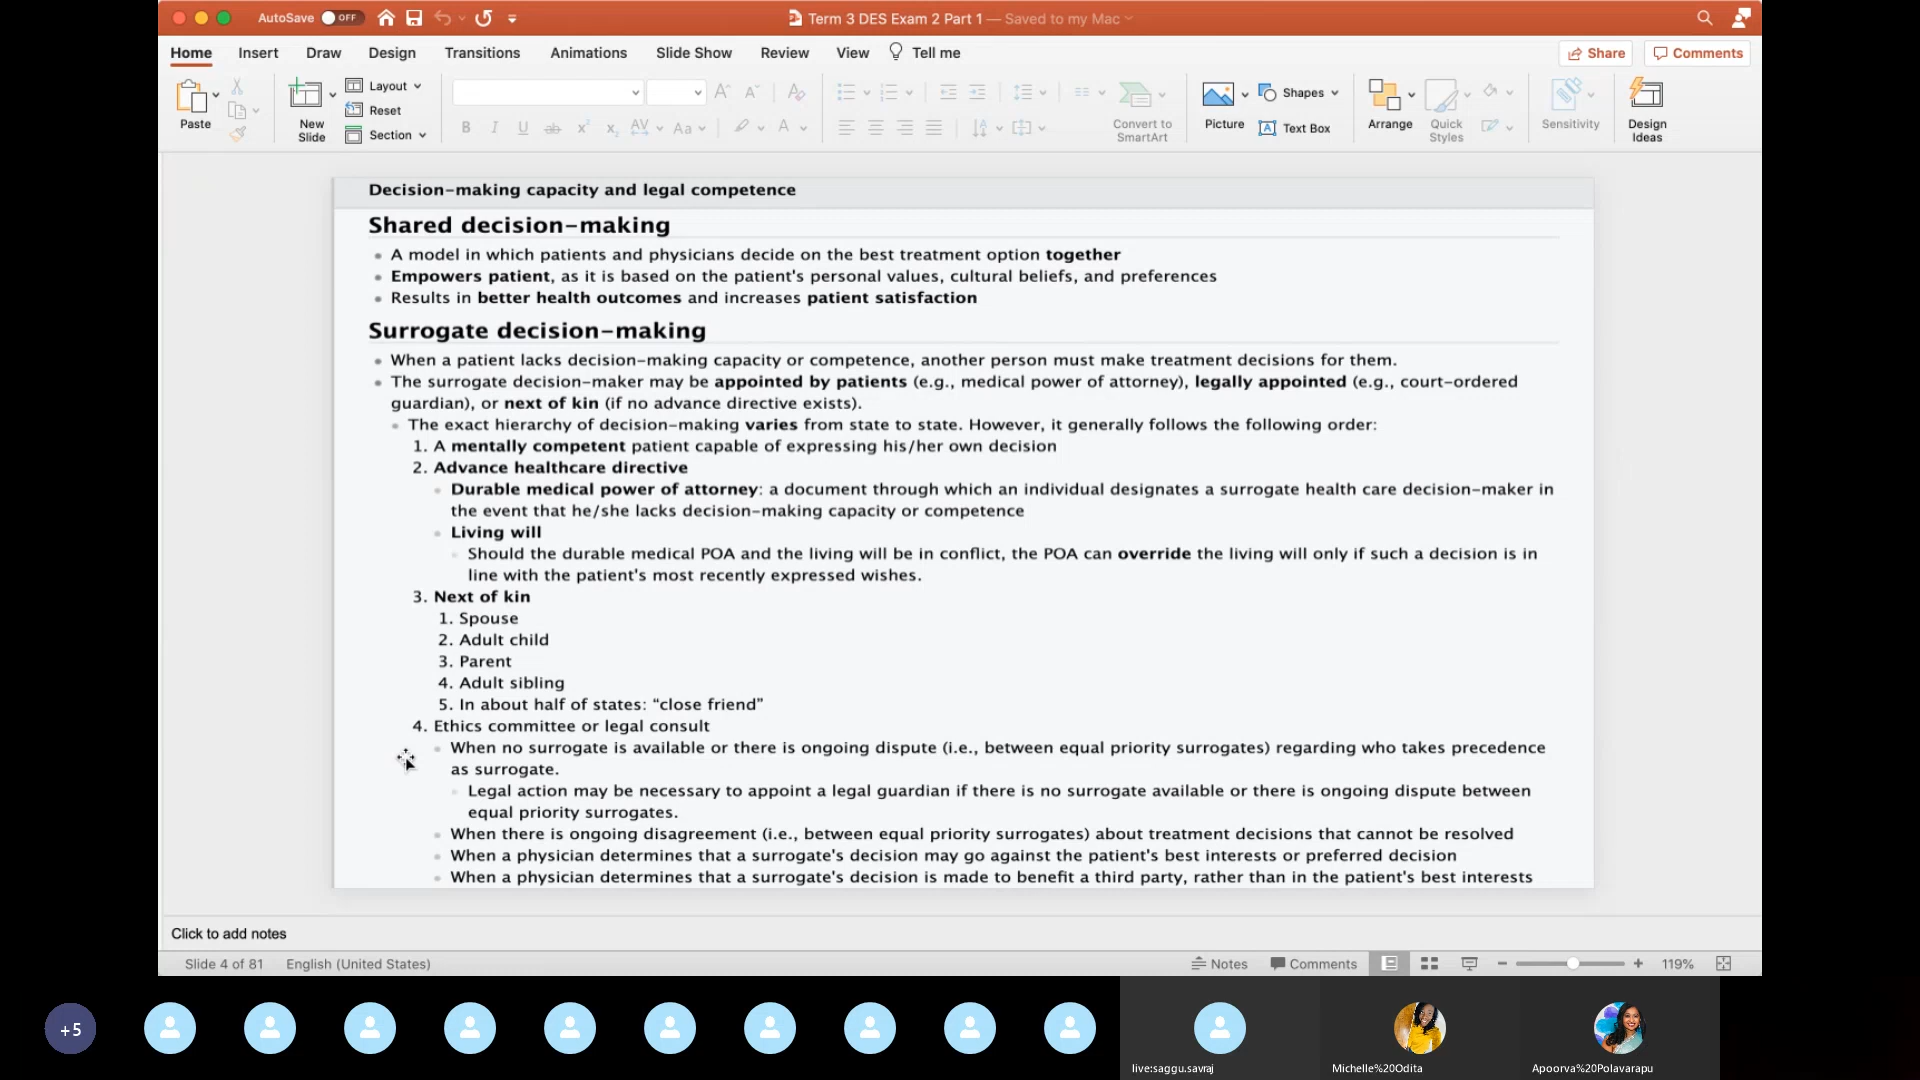 AutoSave OFF
Term 3 DES Exam 2 Part 1 — Saved to my Mac
Home Insert Draw Design Transitions Animations Slide Show Review View Tell me Share Comments
Paste
New Slide
Layout
Reset
Section
B I U ab x² x₂ AV Aa A
Convert to SmartArt
Picture
Shapes
Text Box
Arrange
Quick Styles
Sensitivity
Design Ideas
Decision-making capacity and legal competence
Shared decision-making
A model in which patients and physicians decide on the best treatment option together
Empowers patient, as it is based on the patient's personal values, cultural beliefs, and preferences
Results in better health outcomes and increases patient satisfaction
Surrogate decision-making
When a patient lacks decision-making capacity or competence, another person must make treatment decisions for them.
The surrogate decision-maker may be appointed by patients (e.g., medical power of attorney), legally appointed (e.g., court-ordered
guardian), or next of kin (if no advance directive exists).
The exact hierarchy of decision-making varies from state to state. However, it generally follows the following order:
1. A mentally competent patient capable of expressing his/her own decision
2. Advance healthcare directive
Durable medical power of attorney: a document through which an individual designates a surrogate health care decision-maker in
the event that he/she lacks decision-making capacity or competence
Living will
Should the durable medical POA and the living will be in conflict, the POA can override the living will only if such a decision is in
line with the patient's most recently expressed wishes.
3. Next of kin
1. Spouse
2. Adult child
3. Parent
4. Adult sibling
5. In about half of states: “close friend”
4. Ethics committee or legal consult
When no surrogate is available or there is ongoing dispute (i.e., between equal priority surrogates) regarding who takes precedence
as surrogate.
Legal action may be necessary to appoint a legal guardian if there is no surrogate available or there is ongoing dispute between
equal priority surrogates.
When there is ongoing disagreement (i.e., between equal priority surrogates) about treatment decisions that cannot be resolved
When a physician determines that a surrogate's decision may go against the patient's best interests or preferred decision
When a physician determines that a surrogate's decision is made to benefit a third party, rather than in the patient's best interests
Click to add notes
Slide 4 of 81 English (United States) Notes Comments 119%
+5
live:saggu.savraj Michelle%20Odita Apoorva%20Polavarapu